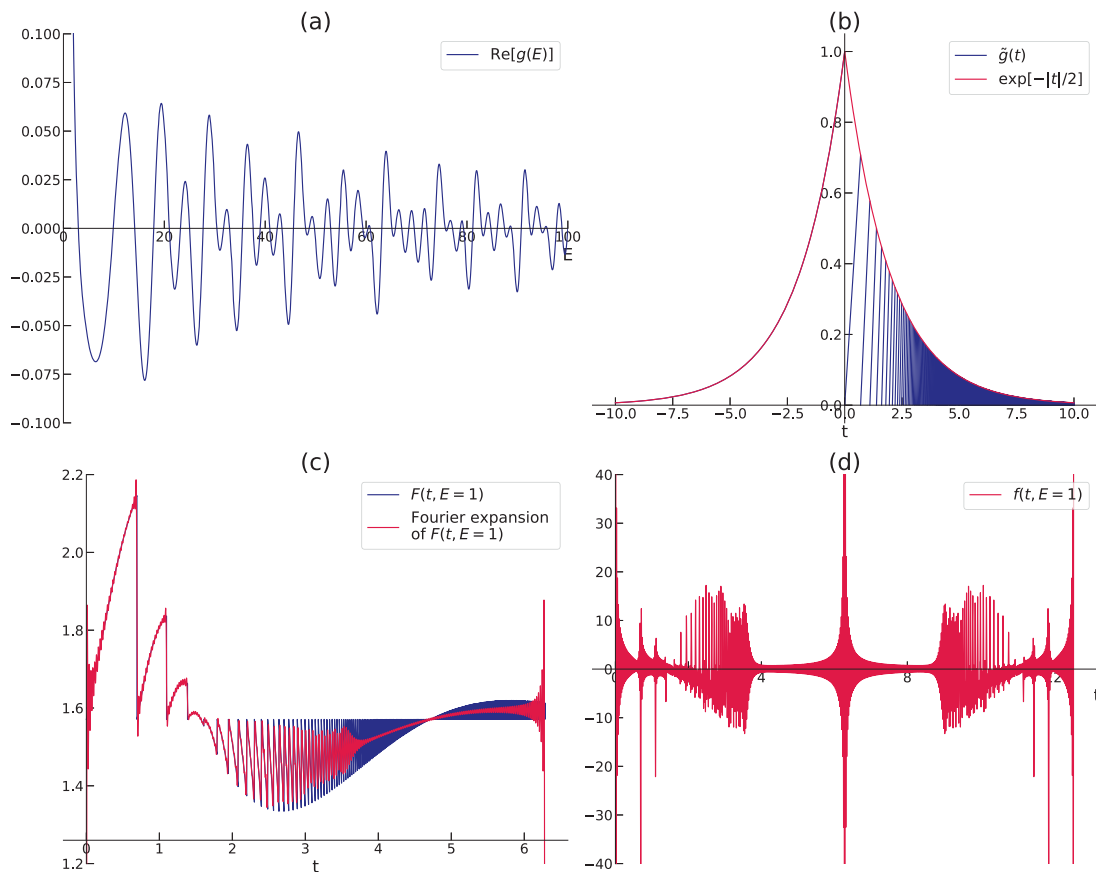 (a)
0.100
0.075
0.050
0.025
0.000
−0.025
−0.050
−0.075
−0.100
0 20 40 60 80 100
E
Re[g(E)]
(b)
1.0
0.8
0.6
0.4
0.2
0.0
−10.0 −7.5 −5.0 −2.5 0.0 2.5 5.0 7.5 10.0
t
g̃(t)
exp[−|t|/2]
(c)
2.2
2.0
1.8
1.6
1.4
1.2
0 1 2 3 4 5 6
t
F(t, E = 1)
Fourier expansion
of F(t, E = 1)
(d)
40
30
20
10
0
−10
−20
−30
−40
0 4 8 12
f(t, E = 1)